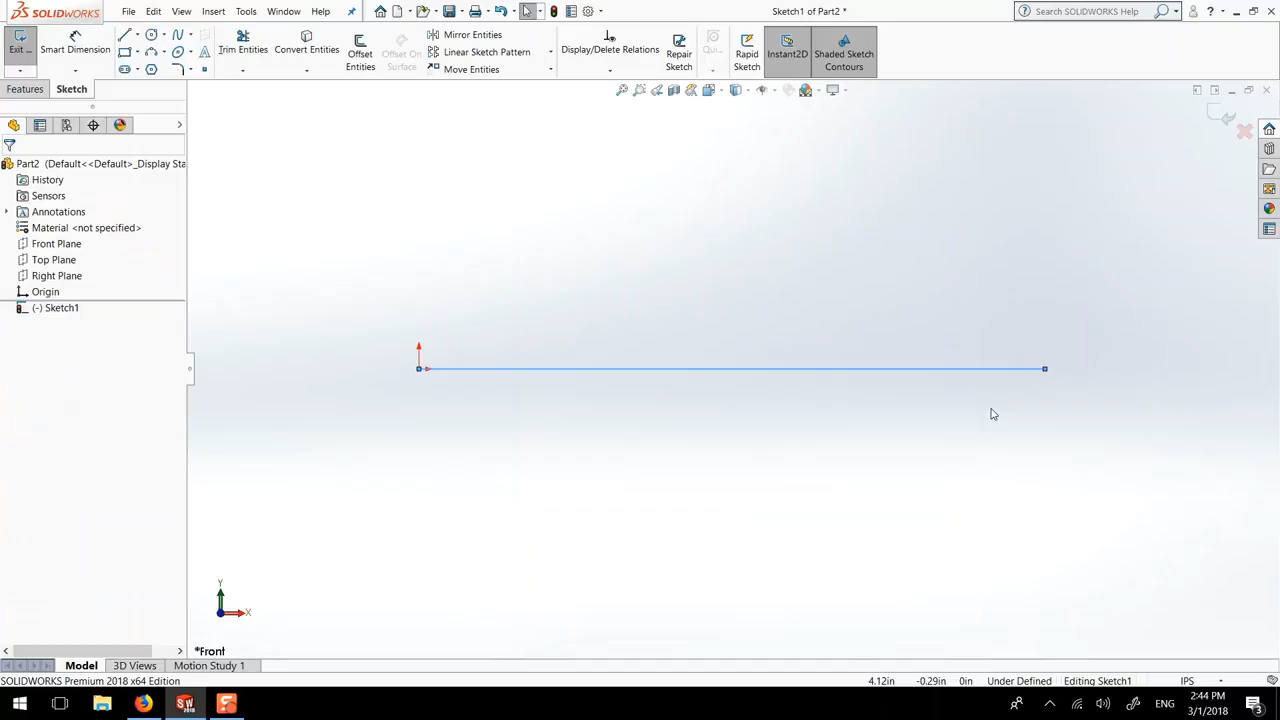 SOLIDWORKS File Edit View Insert Tools Window Help Sketch1 of Part2 * Search SOLIDWORKS Help ?
Exit ... Smart Dimension Trim Entities Convert Entities Offset Entities Offset On Surface Mirror Entities Linear Sketch Pattern Move Entities Display/Delete Relations Repair Sketch Qui... Rapid Sketch Instant2D Shaded Sketch Contours
Features Sketch
Part2 (Default<<Default>_Display Sta
History
Sensors
Annotations
Material <not specified>
Front Plane
Top Plane
Right Plane
Origin
(-) Sketch1
Y
X
*Front
Model 3D Views Motion Study 1
SOLIDWORKS Premium 2018 x64 Edition 4.12in -0.29in 0in Under Defined Editing Sketch1 IPS
ENG 2:44 PM
3/1/2018 3